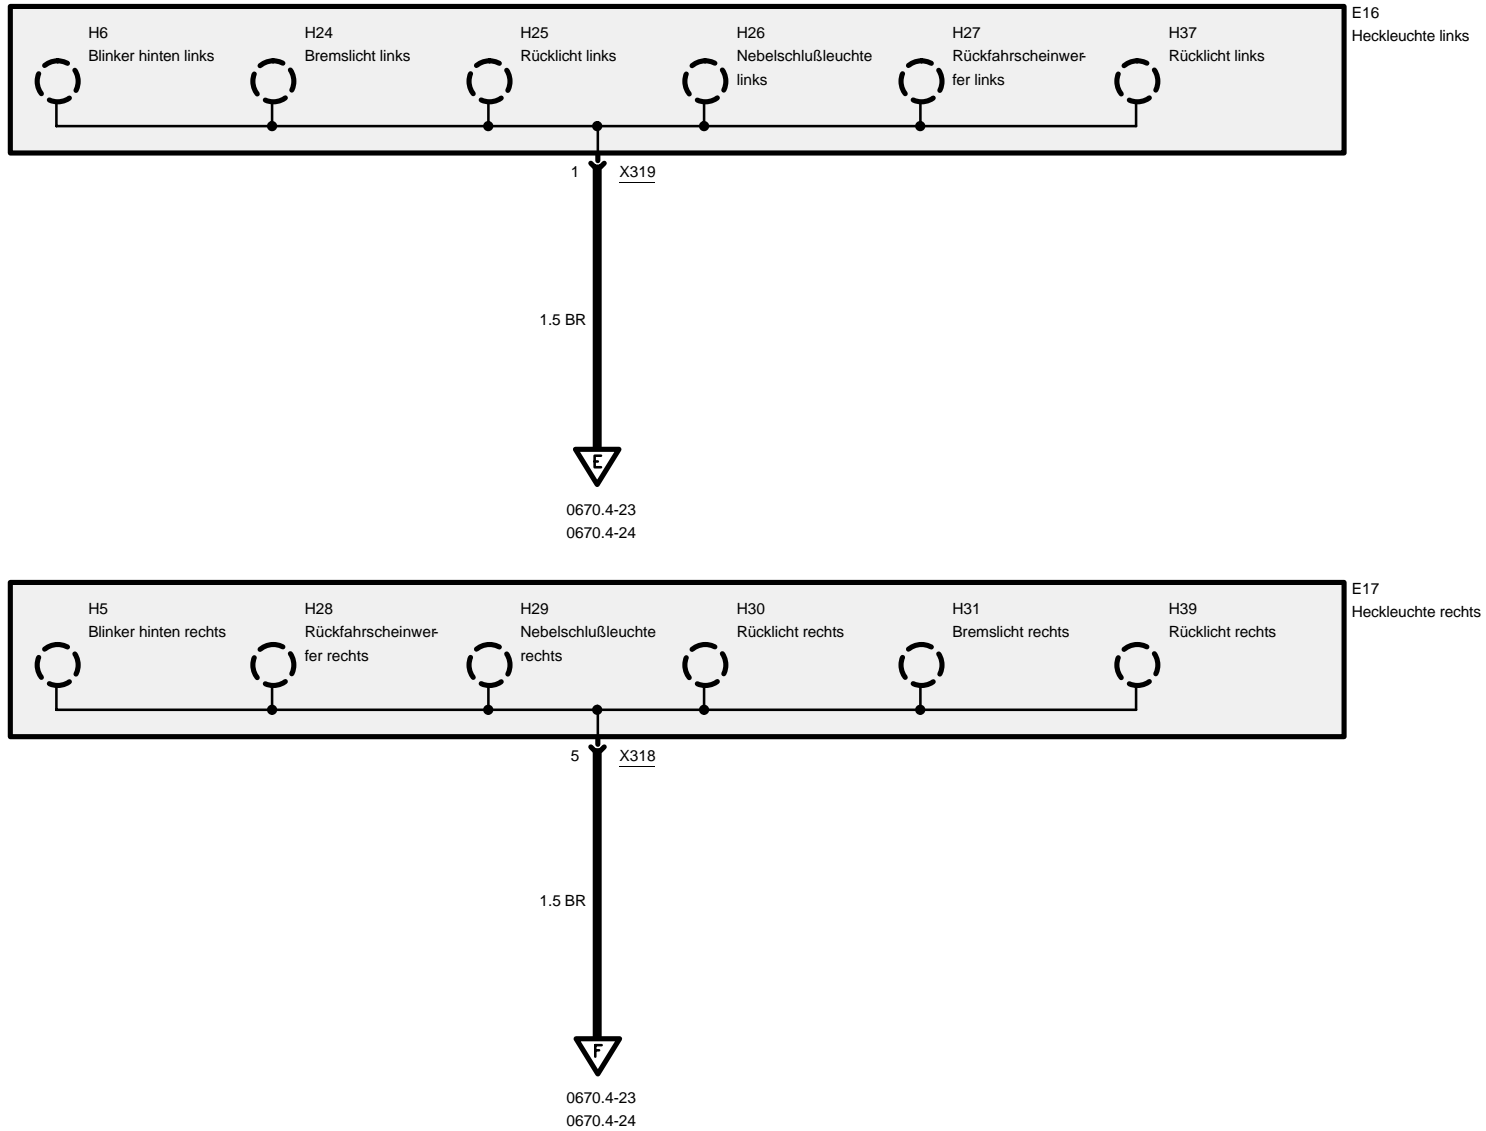 E16
Heckleuchte links
H6
Blinker hinten links
H24
Bremslicht links
H25
Rücklicht links
H26
Nebelschlußleuchte
links
H27
Rückfahrscheinwer-
fer links
H37
Rücklicht links
1
X319
1.5 BR
E
0670.4-23
0670.4-24
E17
Heckleuchte rechts
H5
Blinker hinten rechts
H28
Rückfahrscheinwer-
fer rechts
H29
Nebelschlußleuchte
rechts
H30
Rücklicht rechts
H31
Bremslicht rechts
H39
Rücklicht rechts
5
X318
1.5 BR
F
0670.4-23
0670.4-24